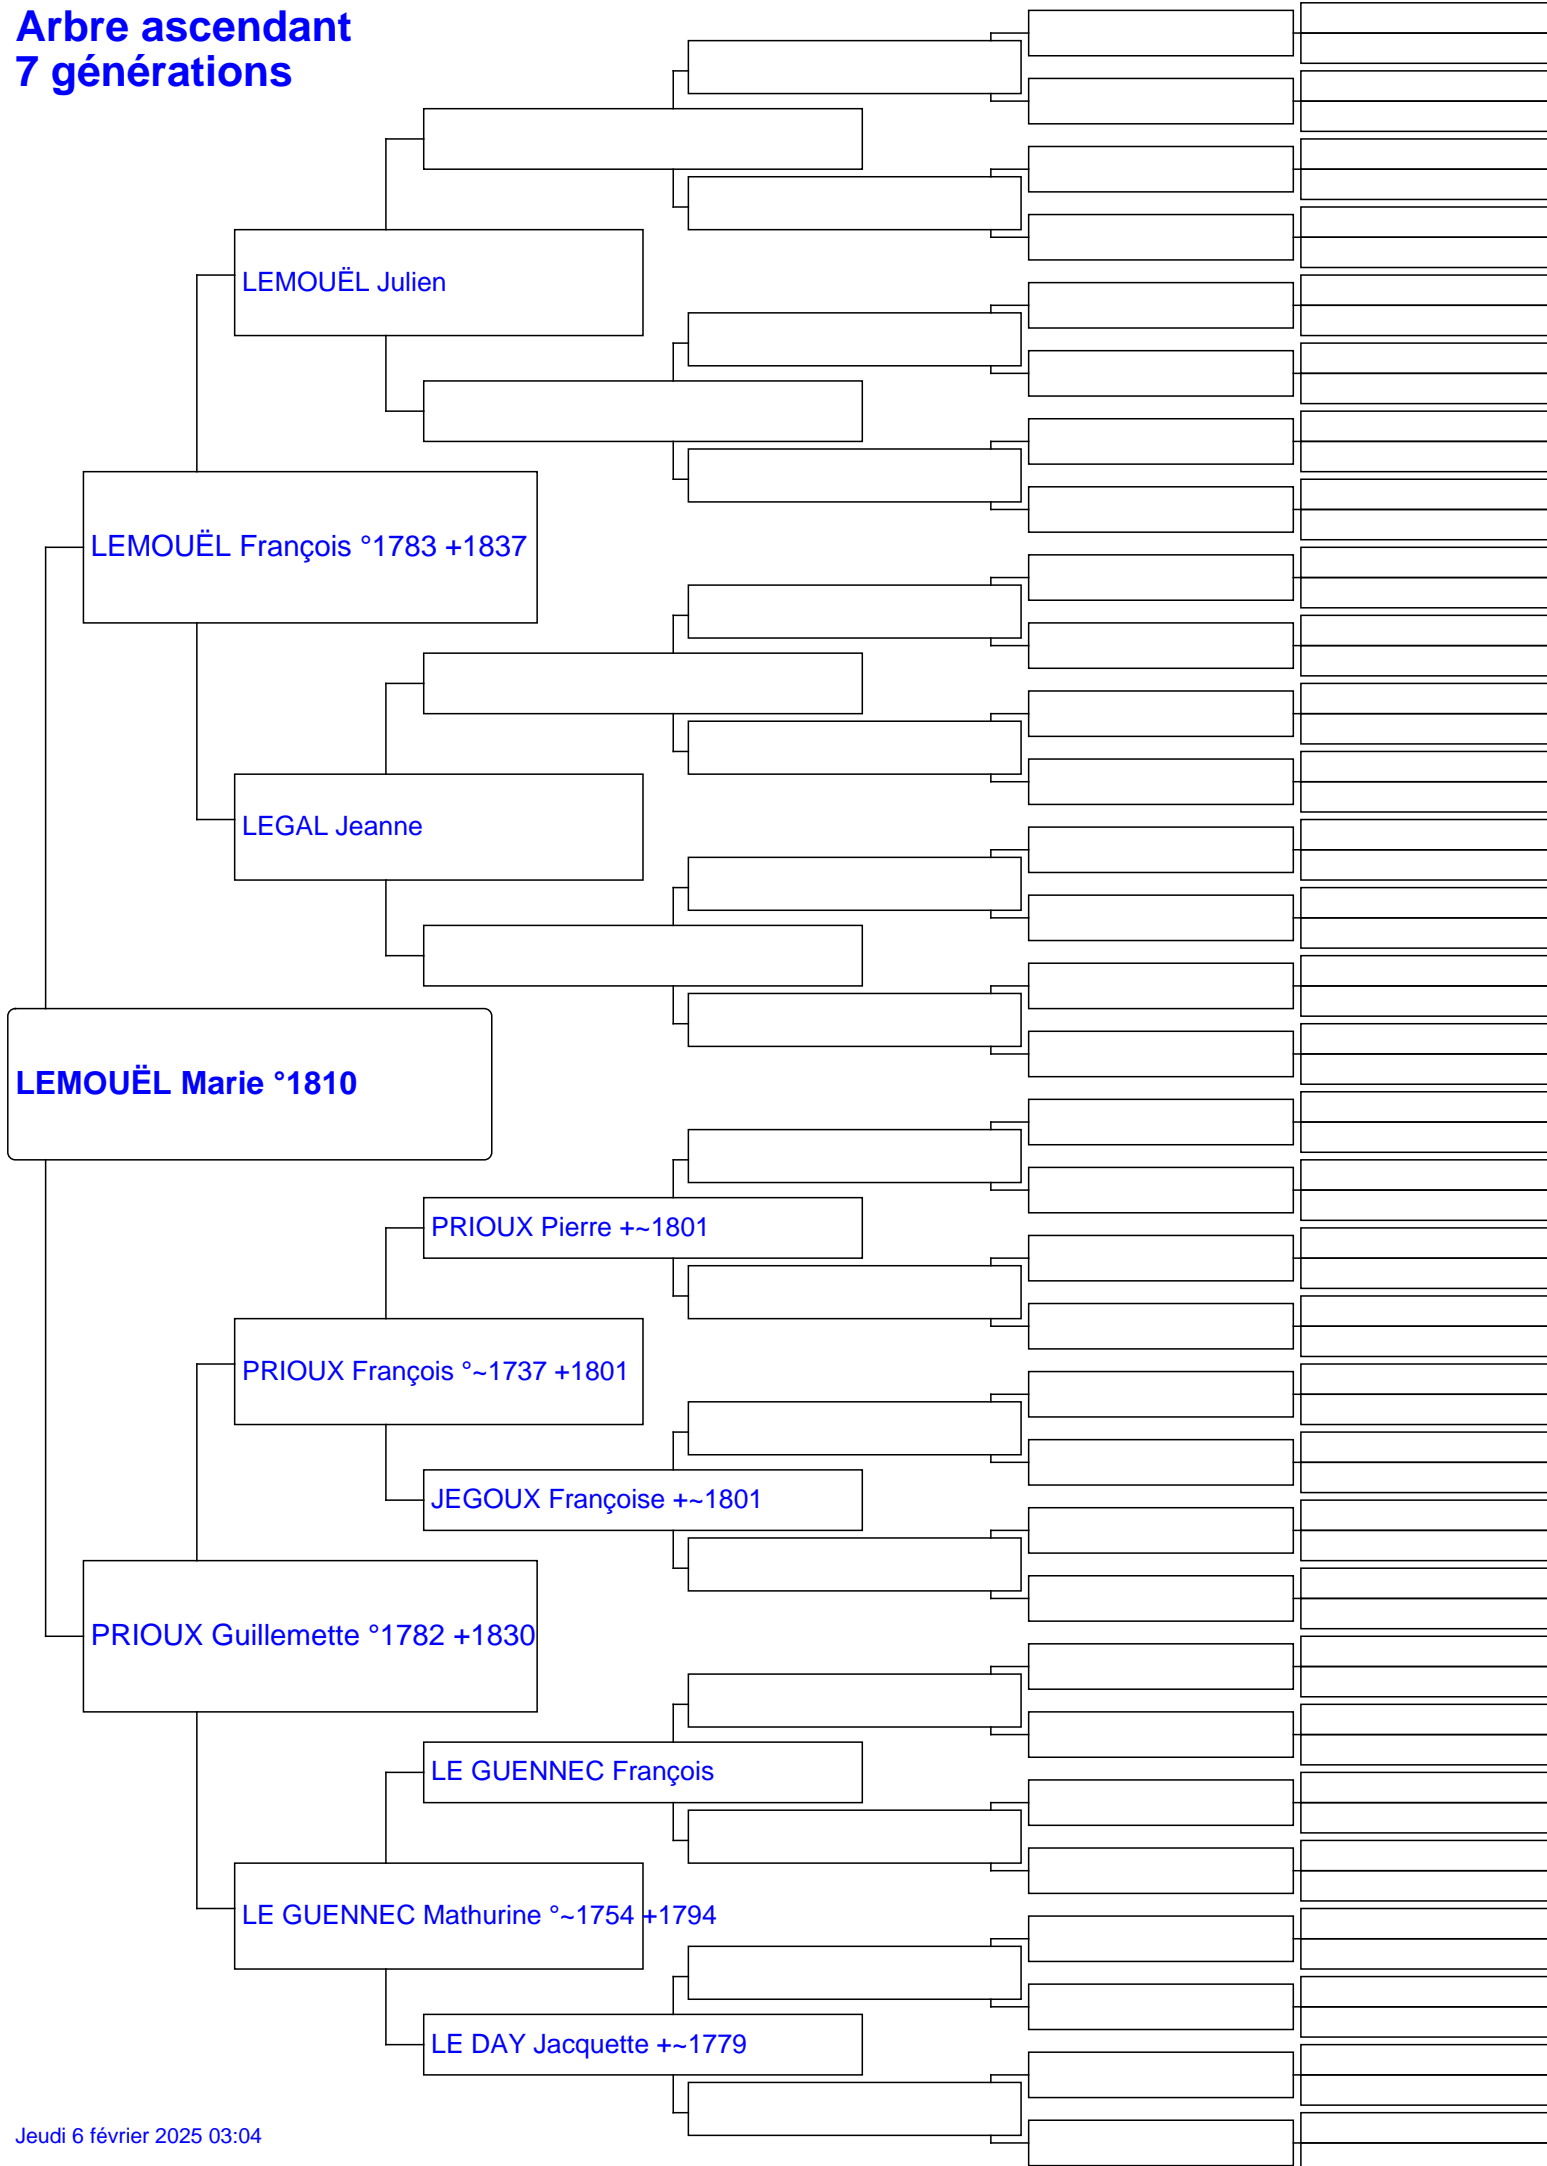 Arbre ascendant
7 générations
LEMOUËL Julien
LEMOUËL François °1783 +1837
LEGAL Jeanne
LEMOUËL Marie °1810
PRIOUX Pierre +~1801
PRIOUX François °~1737 +1801
JEGOUX Françoise +~1801
PRIOUX Guillemette °1782 +1830
LE GUENNEC François
LE GUENNEC Mathurine °~1754 +1794
LE DAY Jacquette +~1779
Jeudi 6 février 2025 03:04